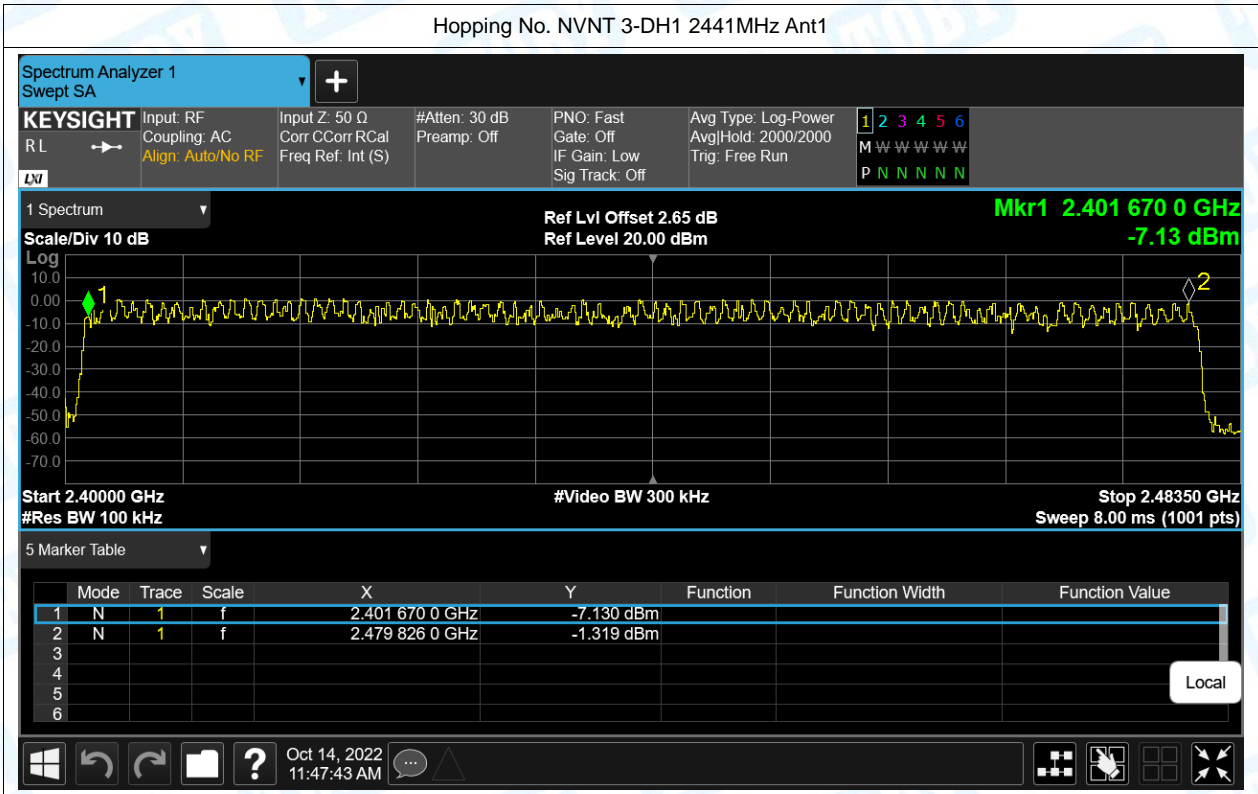 Hopping No. NVNT 3-DH1 2441MHz Ant1
Spectrum Analyzer 1
Swept SA
KEYSIGHT
RL
LXI
Input: RF
Coupling: AC
Align: Auto/No RF
Input Z: 50 Ω
Corr CCorr RCal
Freq Ref: Int (S)
#Atten: 30 dB
Preamp: Off
PNO: Fast
Gate: Off
IF Gain: Low
Sig Track: Off
Avg Type: Log-Power
Avg|Hold: 2000/2000
Trig: Free Run
1 2 3 4 5 6
M W W W W W
P N N N N N
1 Spectrum
Scale/Div 10 dB
Ref Lvl Offset 2.65 dB
Ref Level 20.00 dBm
Mkr1 2.401 670 0 GHz
-7.13 dBm
Log
10.0
0.00
-10.0
-20.0
-30.0
-40.0
-50.0
-60.0
-70.0
1
2
Start 2.40000 GHz
#Res BW 100 kHz
#Video BW 300 kHz
Stop 2.48350 GHz
Sweep 8.00 ms (1001 pts)
5 Marker Table
Mode Trace Scale X Y Function Function Width Function Value
1 N 1 f 2.401 670 0 GHz -7.130 dBm
2 N 1 f 2.479 826 0 GHz -1.319 dBm
3
4
5
6
Local
?
Oct 14, 2022
11:47:43 AM